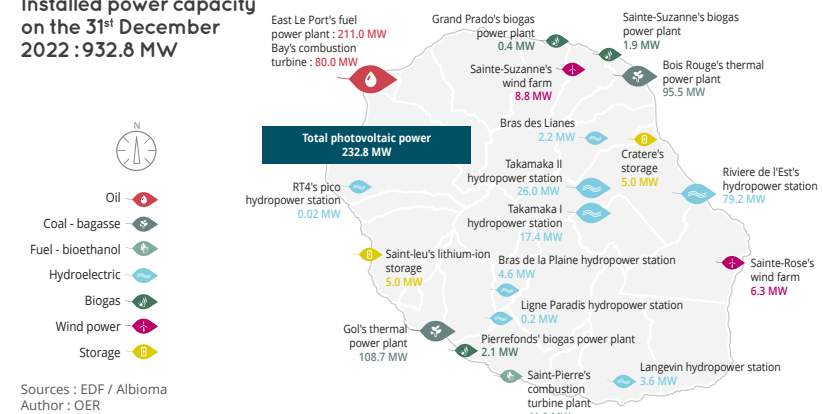 Installed power capacity
on the 31st December
2022 : 932.8 MW
N
Oil
Coal - bagasse
Fuel - bioethanol
Hydroelectric
Biogas
Wind power
Storage
Sources : EDF / Albioma
Author : OER
East Le Port's fuel
power plant : 211.0 MW
Bay's combustion
turbine : 80.0 MW
Grand Prado's biogas
power plant
0.4 MW
Sainte-Suzanne's biogas
power plant
1.9 MW
Sainte-Suzanne's
wind farm
8.8 MW
Bois Rouge's thermal
power plant
95.5 MW
Total photovoltaic power
232.8 MW
Bras des Lianes
2.2 MW
Cratere's
storage
5.0 MW
Takamaka II
hydropower station
26.0 MW
Riviere de l'Est's
hydropower station
79.2 MW
RT4's pico
hydropower station
0.02 MW
Takamaka I
hydropower station
17.4 MW
Saint-leu's lithium-ion
storage
5.0 MW
Bras de la Plaine hydropower station
4.6 MW
Sainte-Rose's
wind farm
6.3 MW
Ligne Paradis hydropower station
0.2 MW
Gol's thermal
power plant
108.7 MW
Pierrefonds' biogas power plant
2.1 MW
Langevin hydropower station
3.6 MW
Saint-Pierre's
combustion
turbine plant